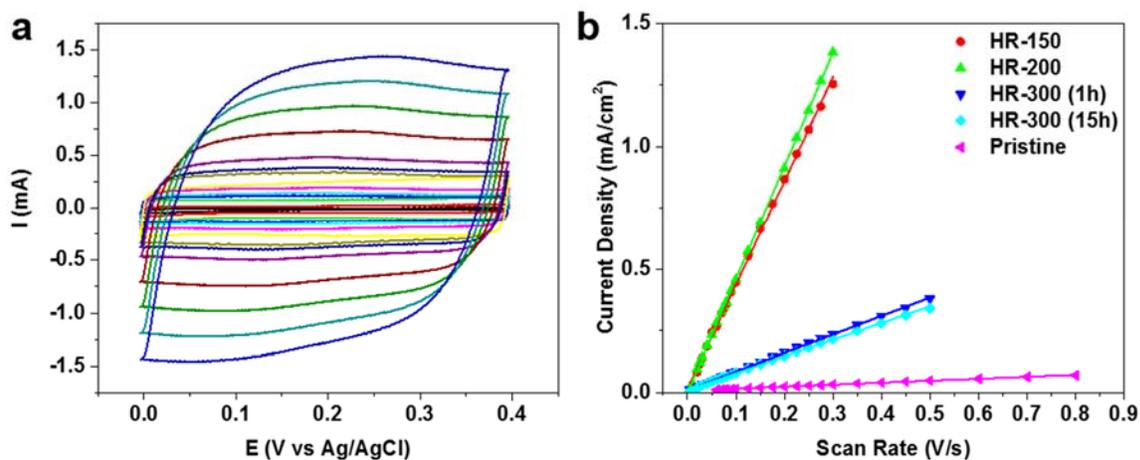 a
1.5
1.0
0.5
0.0
-0.5
-1.0
-1.5
I (mA)
0.0 0.1 0.2 0.3 0.4
E (V vs Ag/AgCl)
b
1.5
1.0
0.5
0.0
Current Density (mA/cm²)
HR-150
HR-200
HR-300 (1h)
HR-300 (15h)
Pristine
0.0 0.1 0.2 0.3 0.4 0.5 0.6 0.7 0.8 0.9
Scan Rate (V/s)